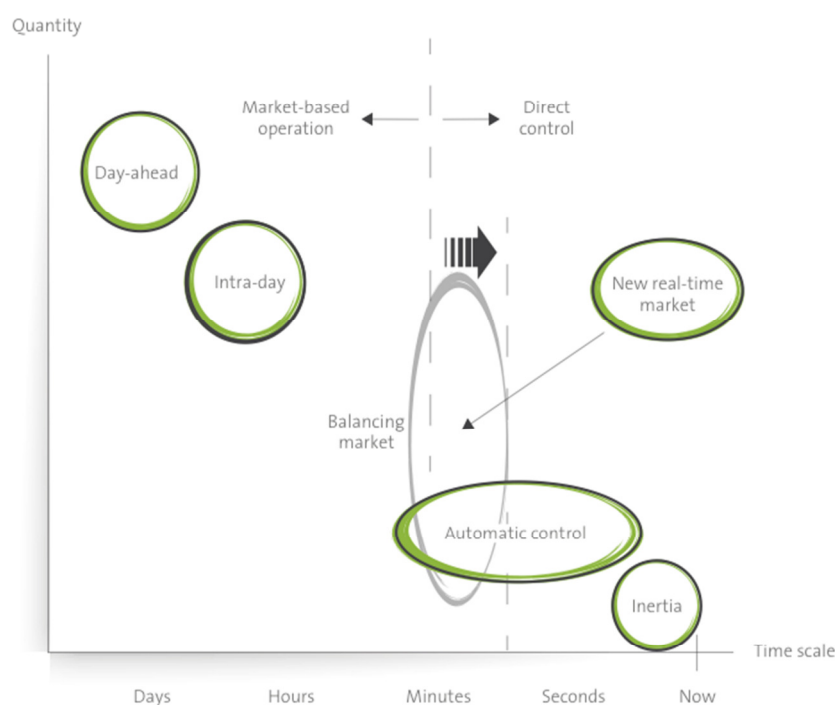 Quantity
Market-based
operation
Direct
control
Day-ahead
Intra-day
New real-time
market
Balancing
market
Automatic control
Inertia
Time scale
Days
Hours
Minutes
Seconds
Now